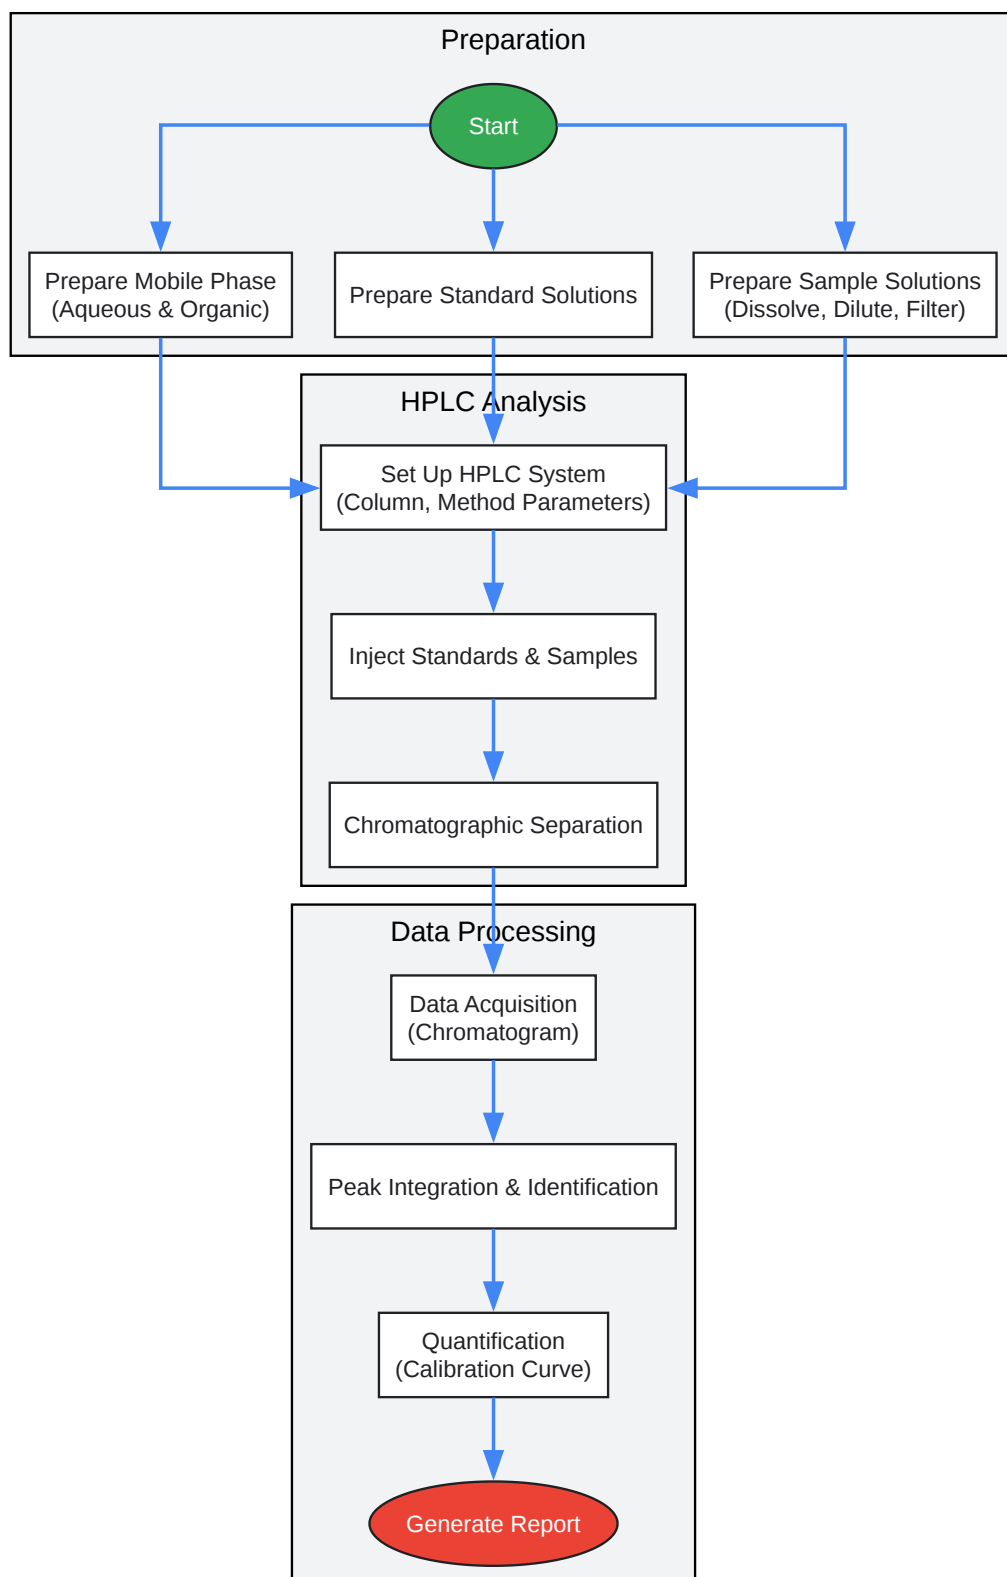 Preparation
Start
Prepare Mobile Phase
(Aqueous & Organic)
Prepare Standard Solutions
Prepare Sample Solutions
(Dissolve, Dilute, Filter)
HPLC Analysis
Set Up HPLC System
(Column, Method Parameters)
Inject Standards & Samples
Chromatographic Separation
Data Processing
Data Acquisition
(Chromatogram)
Peak Integration & Identification
Quantification
(Calibration Curve)
Generate Report